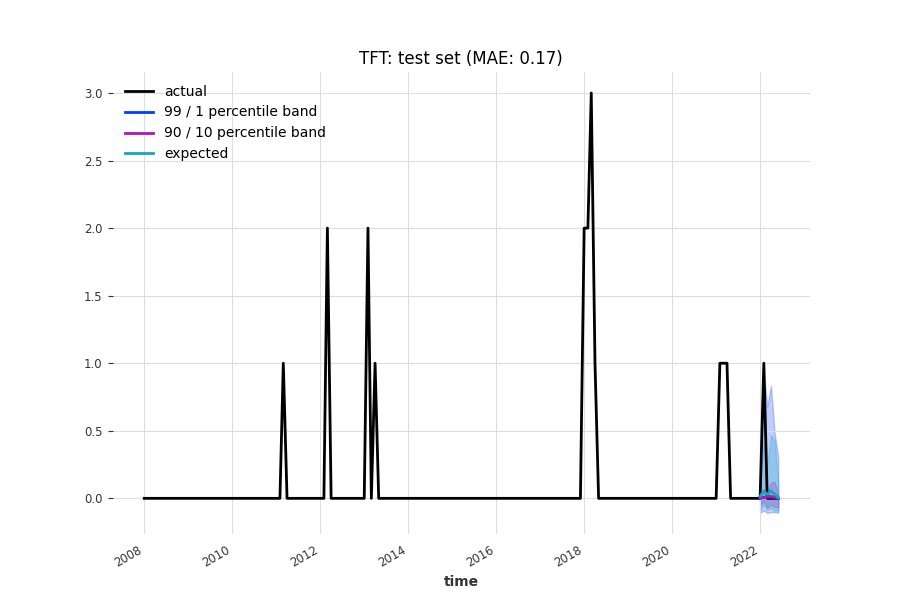 TFT: test set (MAE: 0.17)
actual
99 / 1 percentile band
90 / 10 percentile band
expected
3.0
2.5
2.0
1.5
1.0
0.5
0.0
2008
2010
2012
2014
2016
2018
2020
2022
time